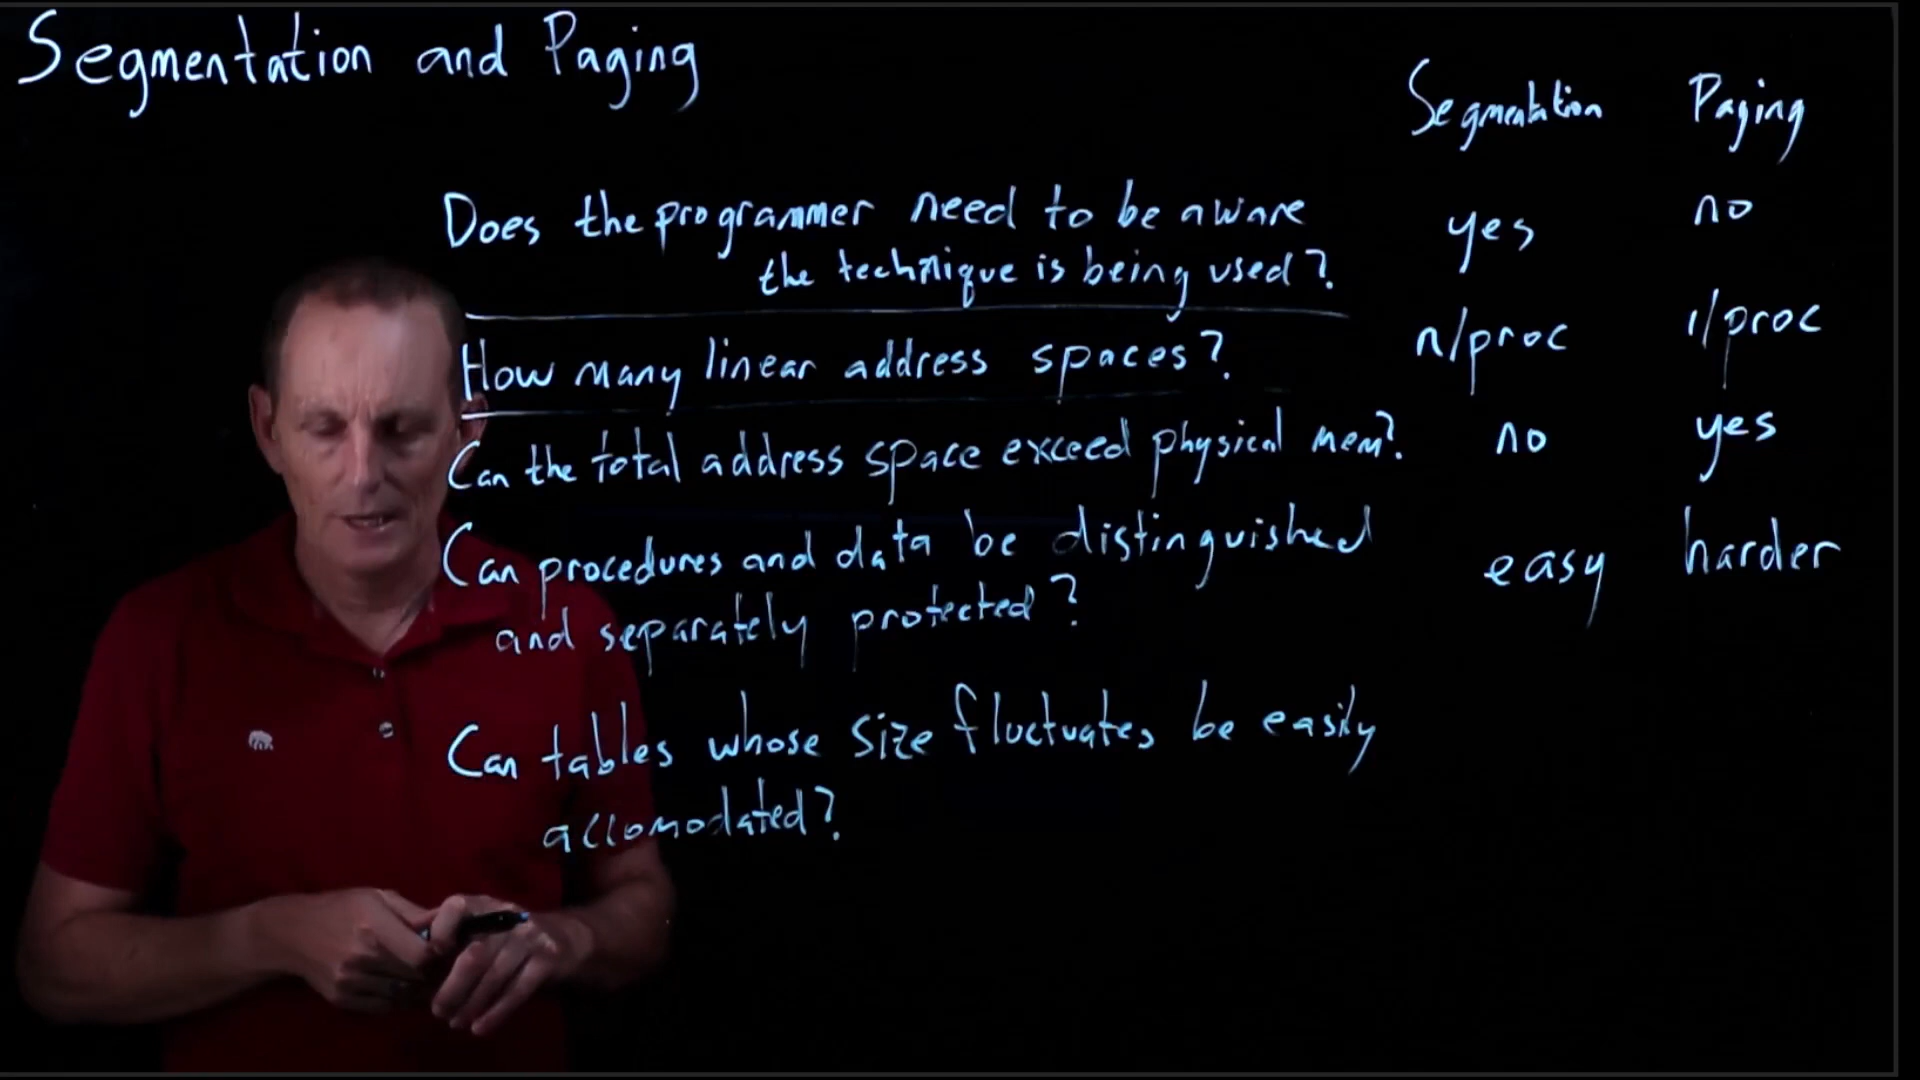 Segmentation and Paging
Segmentation Paging
Does the programmer need to be aware
the technique is being used? yes no
How many linear address spaces? n/proc 1/proc
Can the total address space exceed physical mem? no yes
Can procedures and data be distinguished
and separately protected? easy harder
Can tables whose size fluctuates be easily
accomodated?